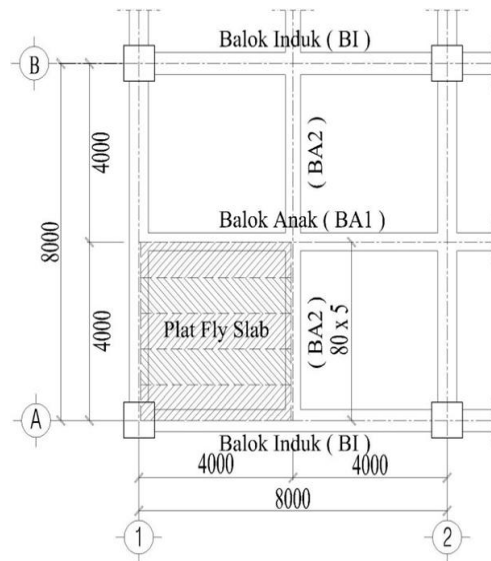 Balok Induk ( BI )
B
4000
( BA2 )
8000
Balok Anak ( BA1 )
4000
Plat Fly Slab
( BA2 )
80 x 5
A
Balok Induk ( BI )
4000
4000
8000
1
2